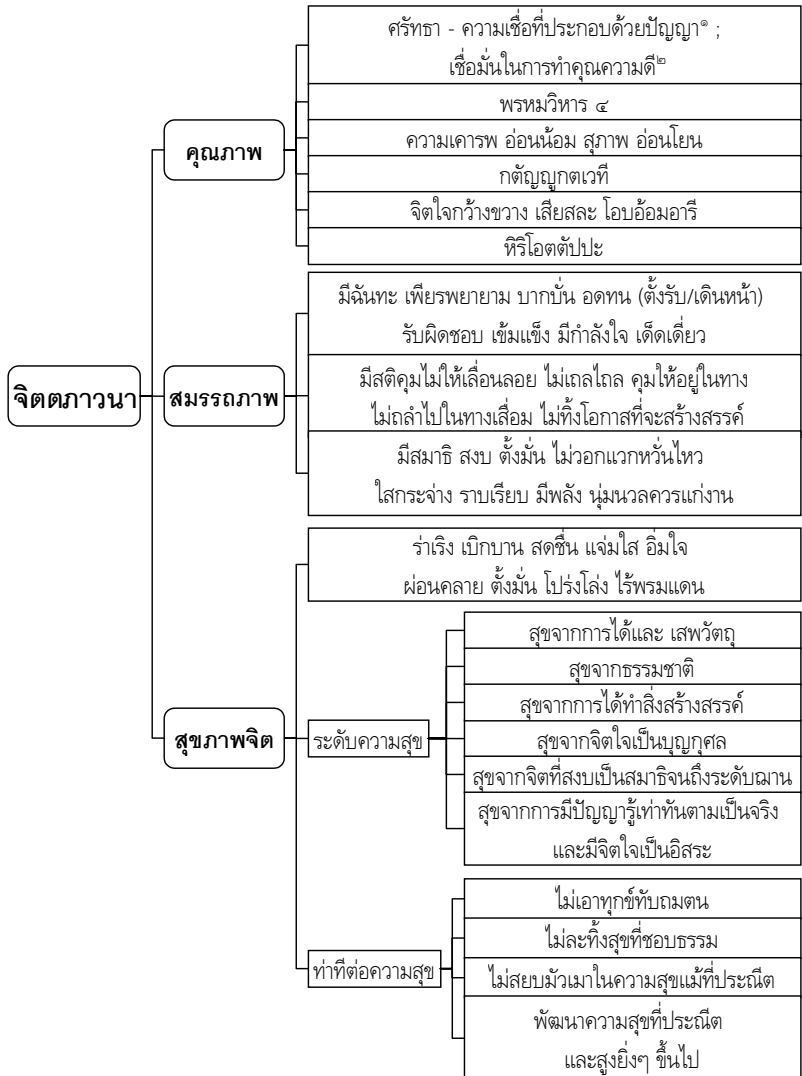 จิตตภาวนา
คุณภาพ
ศรัทธา - ความเชื่อที่ประกอบด้วยปัญญา๑ ;
เชื่อมั่นในการทำคุณความดี๒
พรหมวิหาร ๔
ความเคารพ อ่อนน้อม สุภาพ อ่อนโยน
กตัญญูกตเวที
จิตใจกว้างขวาง เสียสละ โอบอ้อมอารี
หิริโอตตัปปะ
สมรรถภาพ
มีฉันทะ เพียรพยายาม บากบั่น อดทน (ตั้งรับ/เดินหน้า)
รับผิดชอบ เข้มแข็ง มีกำลังใจ เด็ดเดี่ยว
มีสติคุมไม่ให้เลื่อนลอย ไม่เถลไถล คุมให้อยู่ในทาง
ไม่ถลำไปในทางเสื่อม ไม่ทิ้งโอกาสที่จะสร้างสรรค์
มีสมาธิ สงบ ตั้งมั่น ไม่วอกแวกหวั่นไหว
ใสกระจ่าง ราบเรียบ มีพลัง นุ่มนวลควรแก่งาน
สุขภาพจิต
ร่าเริง เบิกบาน สดชื่น แจ่มใส อิ่มใจ
ผ่อนคลาย ตั้งมั่น โปร่งโล่ง ไร้พรมแดน
ระดับความสุข
สุขจากการได้และ เสพวัตถุ
สุขจากธรรมชาติ
สุขจากการได้ทำสิ่งสร้างสรรค์
สุขจากจิตใจเป็นบุญกุศล
สุขจากจิตที่สงบเป็นสมาธิจนถึงระดับฌาน
สุขจากการมีปัญญารู้เท่าทันตามเป็นจริง
และมีจิตใจเป็นอิสระ
ท่าทีต่อความสุข
ไม่เอาทุกข์ทับถมตน
ไม่ละทิ้งสุขที่ชอบธรรม
ไม่สยบมัวเมาในความสุขแม้ที่ประณีต
พัฒนาความสุขที่ประณีต
และสูงยิ่งๆ ขึ้นไป